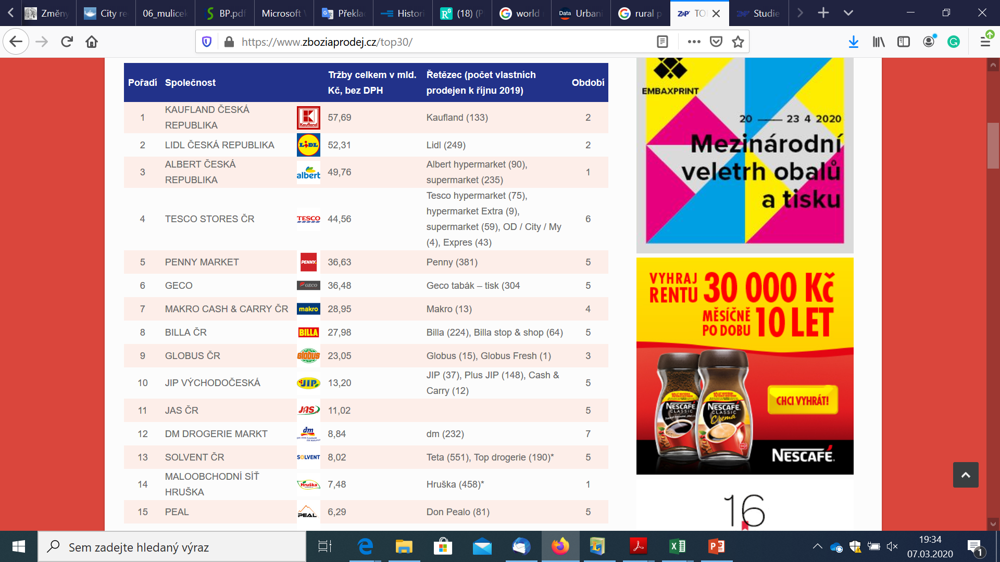 Změny
City re
06_mulicek
BP.pdf
Microsoft
Překlad
Histori
(18) (P
world
Urbani
rural p
TO
Studie
https://www.zboziaprodej.cz/top30/
Pořadí Společnost Tržby celkem v mld. Kč, bez DPH Řetězec (počet vlastních prodejen k říjnu 2019) Období
1 KAUFLAND ČESKÁ REPUBLIKA Kaufland 57,69 Kaufland (133) 2
2 LIDL ČESKÁ REPUBLIKA LIDL 52,31 Lidl (249) 2
3 ALBERT ČESKÁ REPUBLIKA albert 49,76 Albert hypermarket (90), supermarket (235) 1
4 TESCO STORES ČR TESCO 44,56 Tesco hypermarket (75), hypermarket Extra (9), supermarket (59), OD / City / My (4), Expres (43) 6
5 PENNY MARKET PENNY. 36,63 Penny (381) 5
6 GECO GECO 36,48 Geco tabák – tisk (304 5
7 MAKRO CASH & CARRY ČR makro 28,95 Makro (13) 4
8 BILLA ČR BILLA 27,98 Billa (224), Billa stop & shop (64) 5
9 GLOBUS ČR Globus 23,05 Globus (15), Globus Fresh (1) 3
10 JIP VÝCHODOČESKÁ JIP 13,20 JIP (37), Plus JIP (148), Cash & Carry (12) 5
11 JAS ČR JAS 11,02 5
12 DM DROGERIE MARKT dm 8,84 dm (232) 7
13 SOLVENT ČR SOLVENT 8,02 Teta (551), Top drogerie (190)* 5
14 MALOOBCHODNÍ SÍŤ HRUŠKA Hruška 7,48 Hruška (458)* 1
15 PEAL PEAL 6,29 Don Pealo (81) 5
EMBAXPRINT
20 — 23 4 2020
Mezinárodní
veletrh obalů
a tisku
VYHRAJ RENTU 30 000 Kč
MĚSÍČNĚ PO DOBU 10 LET
NESCAFÉ CLASSIC
NESCAFÉ CLASSIC Crema
CHCI VYHRÁT!
NESCAFÉ
16
Sem zadejte hledaný výraz
19:34
07.03.2020
1